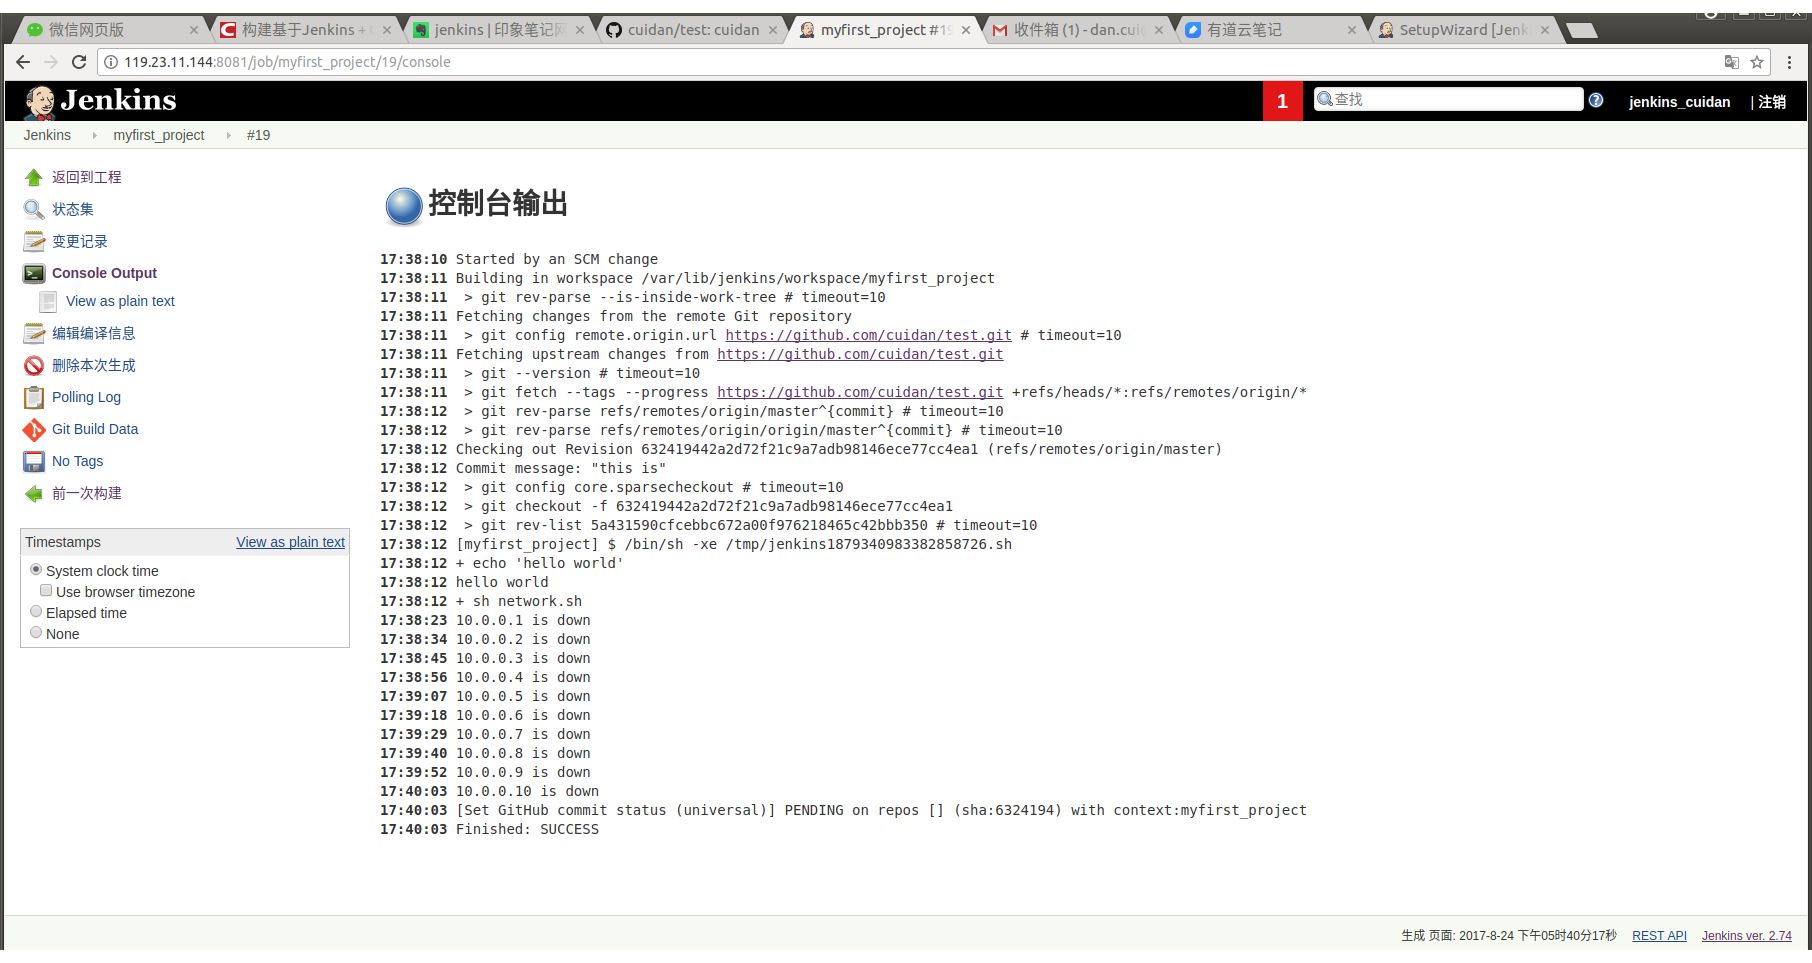 微信网页版
构建基于Jenkins +
jenkins | 印象笔记网
cuidan/test: cuidan
myfirst_project #19
收件箱 (1) - dan.cuid
有道云笔记
SetupWizard [Jenk
119.23.11.144:8081/job/myfirst_project/19/console
Jenkins
1
查找
jenkins_cuidan
| 注销
Jenkins
myfirst_project
#19
返回到工程
状态集
变更记录
Console Output
View as plain text
编辑编译信息
删除本次生成
Polling Log
Git Build Data
No Tags
前一次构建
Timestamps
View as plain text
System clock time
Use browser timezone
Elapsed time
None
控制台输出
17:38:10 Started by an SCM change
17:38:11 Building in workspace /var/lib/jenkins/workspace/myfirst_project
17:38:11  > git rev-parse --is-inside-work-tree # timeout=10
17:38:11 Fetching changes from the remote Git repository
17:38:11  > git config remote.origin.url https://github.com/cuidan/test.git # timeout=10
17:38:11 Fetching upstream changes from https://github.com/cuidan/test.git
17:38:11  > git --version # timeout=10
17:38:11  > git fetch --tags --progress https://github.com/cuidan/test.git +refs/heads/*:refs/remotes/origin/*
17:38:12  > git rev-parse refs/remotes/origin/master^{commit} # timeout=10
17:38:12  > git rev-parse refs/remotes/origin/origin/master^{commit} # timeout=10
17:38:12 Checking out Revision 632419442a2d72f21c9a7adb98146ece77cc4ea1 (refs/remotes/origin/master)
17:38:12 Commit message: "this is"
17:38:12  > git config core.sparsecheckout # timeout=10
17:38:12  > git checkout -f 632419442a2d72f21c9a7adb98146ece77cc4ea1
17:38:12  > git rev-list 5a431590cfcebbc672a00f976218465c42bbb350 # timeout=10
17:38:12 [myfirst_project] $ /bin/sh -xe /tmp/jenkins1879340983382858726.sh
17:38:12 + echo 'hello world'
17:38:12 hello world
17:38:12 + sh network.sh
17:38:23 10.0.0.1 is down
17:38:34 10.0.0.2 is down
17:38:45 10.0.0.3 is down
17:38:56 10.0.0.4 is down
17:39:07 10.0.0.5 is down
17:39:18 10.0.0.6 is down
17:39:29 10.0.0.7 is down
17:39:40 10.0.0.8 is down
17:39:52 10.0.0.9 is down
17:40:03 10.0.0.10 is down
17:40:03 [Set GitHub commit status (universal)] PENDING on repos [] (sha:6324194) with context:myfirst_project
17:40:03 Finished: SUCCESS
生成 页面: 2017-8-24 下午05时40分17秒
REST API
Jenkins ver. 2.74